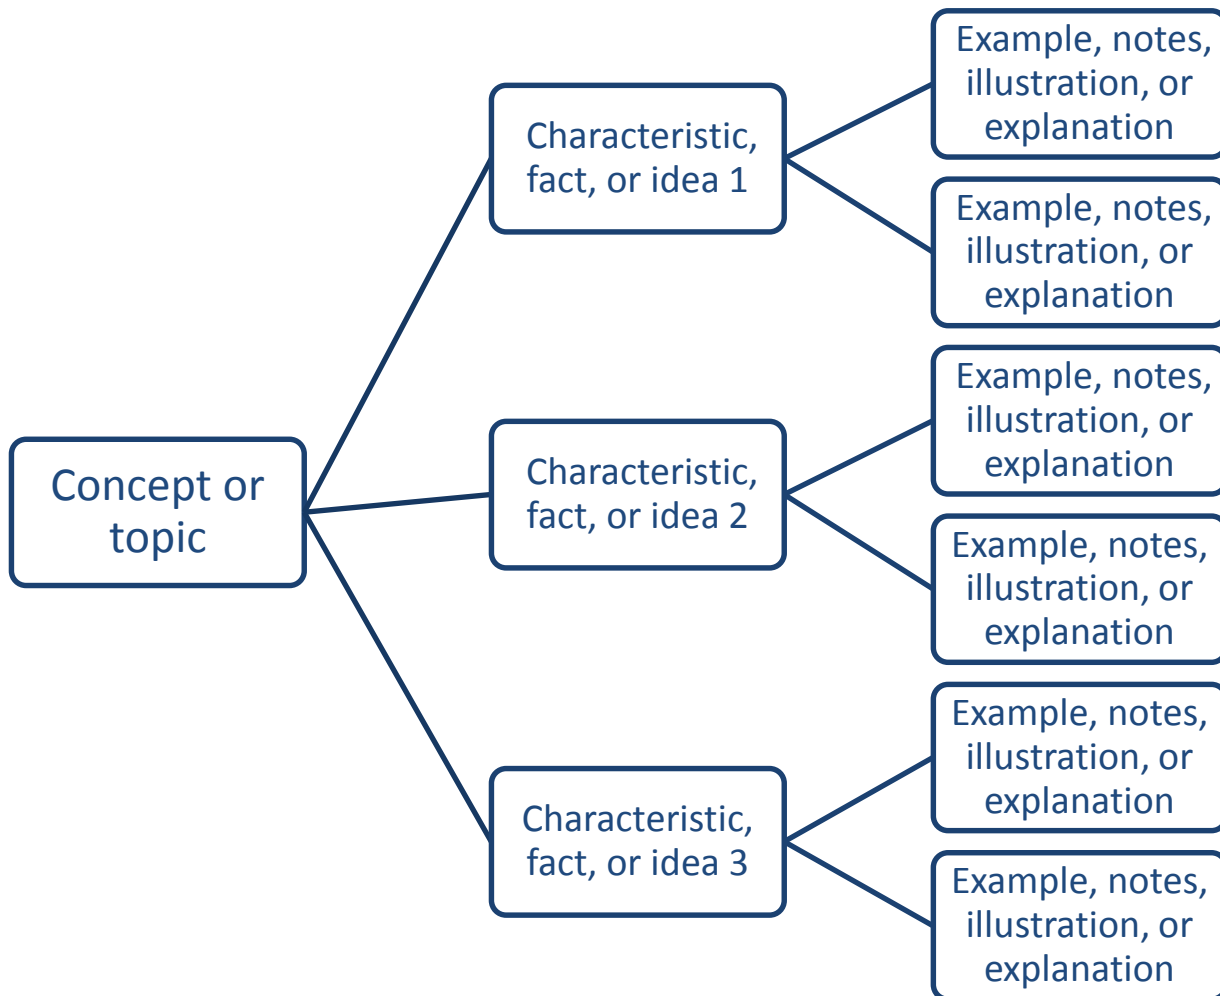 Concept or
topic
Characteristic,
fact, or idea 1
Example, notes,
illustration, or
explanation
Example, notes,
illustration, or
explanation
Characteristic,
fact, or idea 2
Example, notes,
illustration, or
explanation
Example, notes,
illustration, or
explanation
Characteristic,
fact, or idea 3
Example, notes,
illustration, or
explanation
Example, notes,
illustration, or
explanation